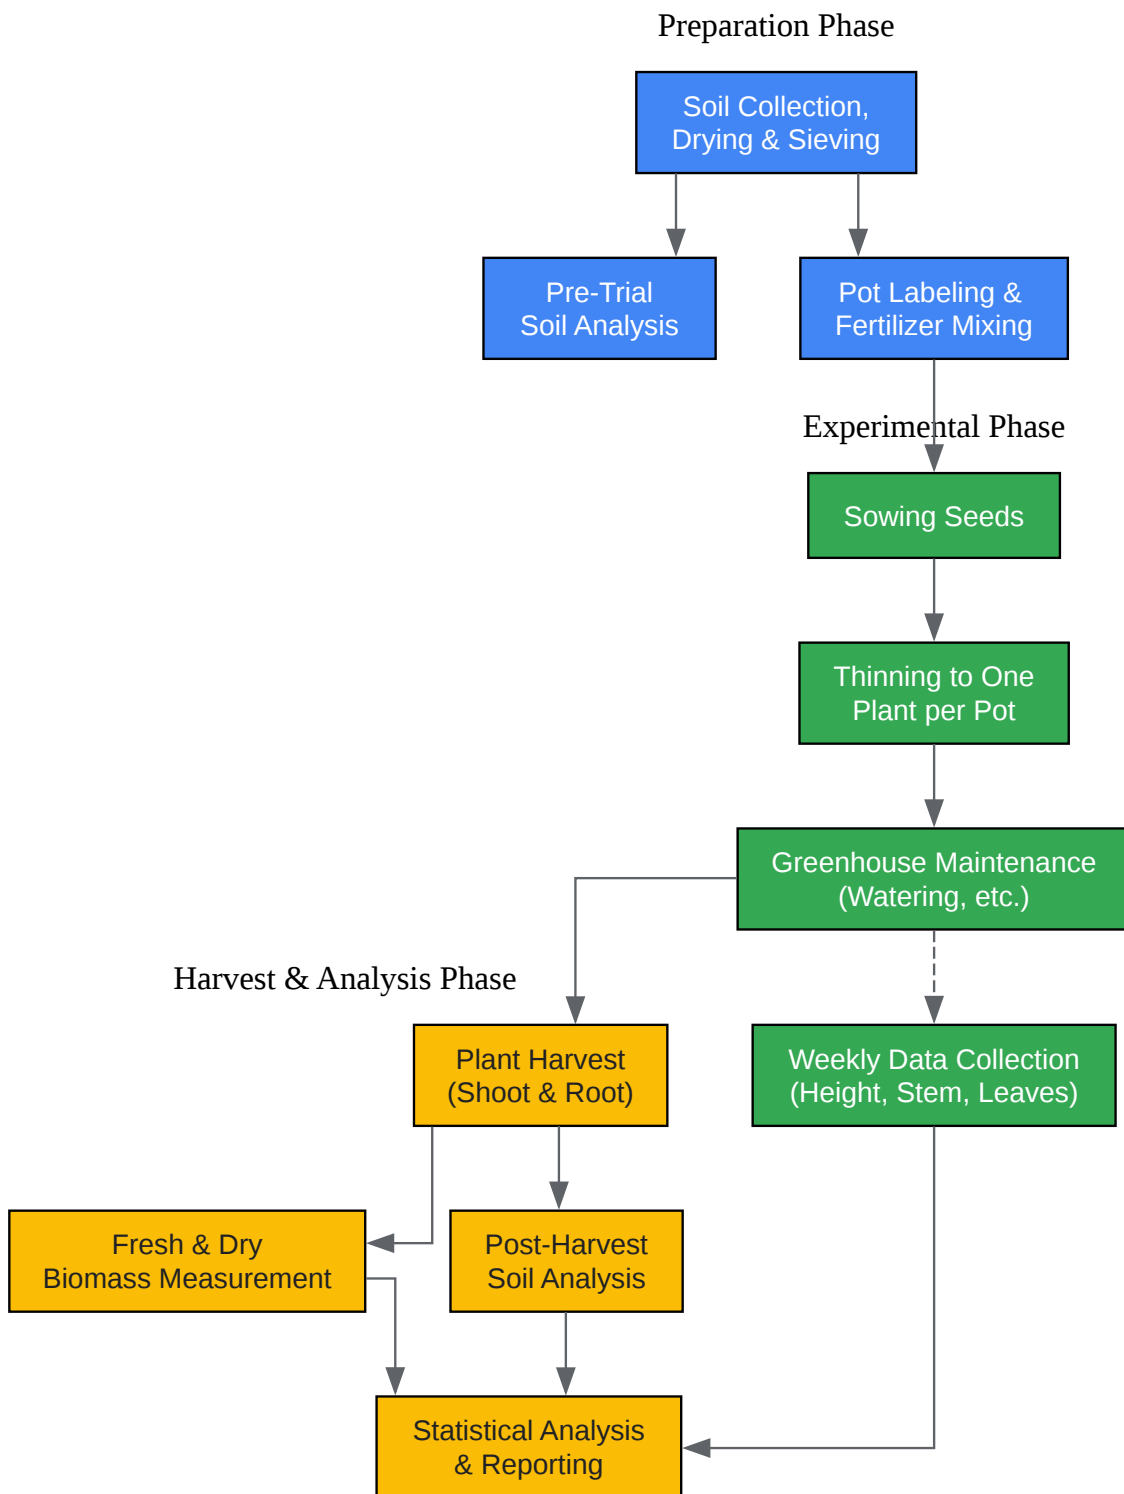 Preparation Phase
Soil Collection,
Drying & Sieving
Pre-Trial
Soil Analysis
Pot Labeling &
Fertilizer Mixing
Experimental Phase
Sowing Seeds
Thinning to One
Plant per Pot
Greenhouse Maintenance
(Watering, etc.)
Harvest & Analysis Phase
Plant Harvest
(Shoot & Root)
Weekly Data Collection
(Height, Stem, Leaves)
Fresh & Dry
Biomass Measurement
Post-Harvest
Soil Analysis
Statistical Analysis
& Reporting